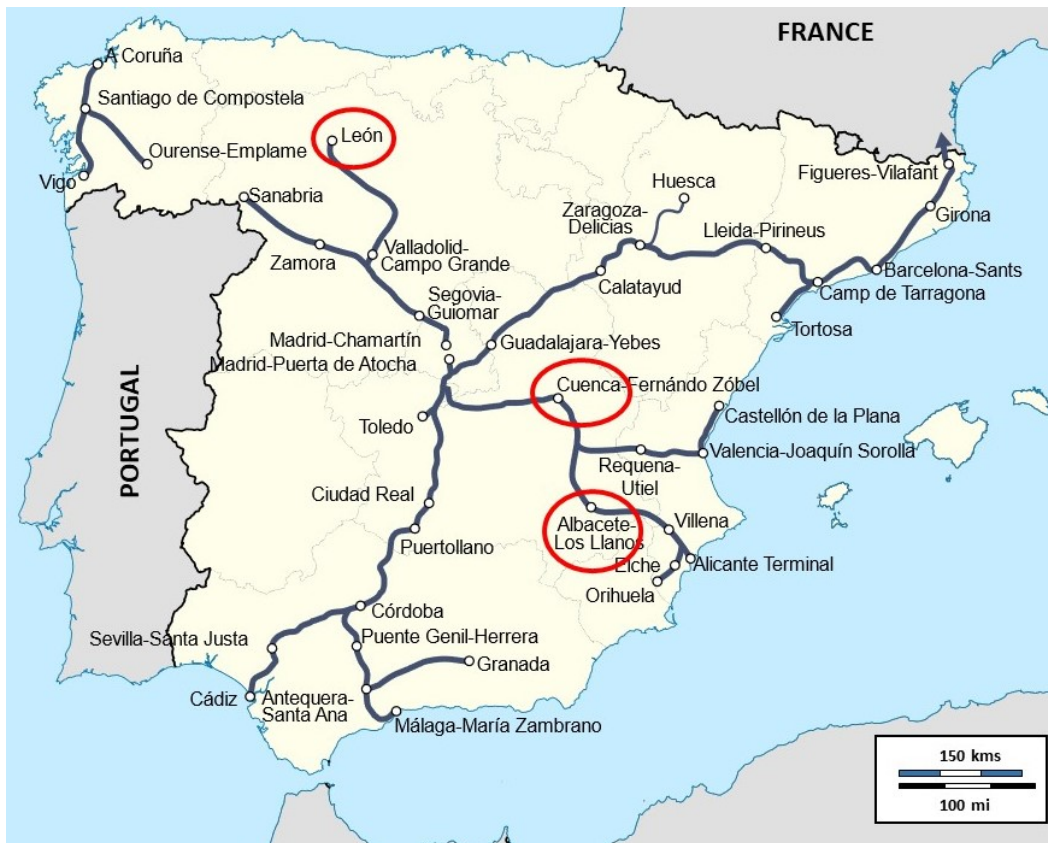 FRANCE
A Coruña
Santiago de Compostela
León
Ourense-Emplame
Vigo
Sanabria
Huesca
Figueres-Vilafant
Zaragoza-
Delicias
Girona
Lleida-Pirineus
Zamora
Valladolid-
Campo Grande
Barcelona-Sants
Calatayud
Camp de Tarragona
Segovia-
Guiomar
Tortosa
Madrid-Chamartín
Guadalajara-Yebes
Madrid-Puerta de Atocha
PORTUGAL
Cuenca-Fernándo Zóbel
Castellón de la Plana
Toledo
Valencia-Joaquín Sorolla
Requena-
Utiel
Ciudad Real
Albacete-
Los Llanos
Villena
Puertollano
Elche
Alicante Terminal
Orihuela
Córdoba
Sevilla-Santa Justa
Puente Genil-Herrera
Granada
Cádiz
Antequera-
Santa Ana
Málaga-María Zambrano
150 kms
100 mi